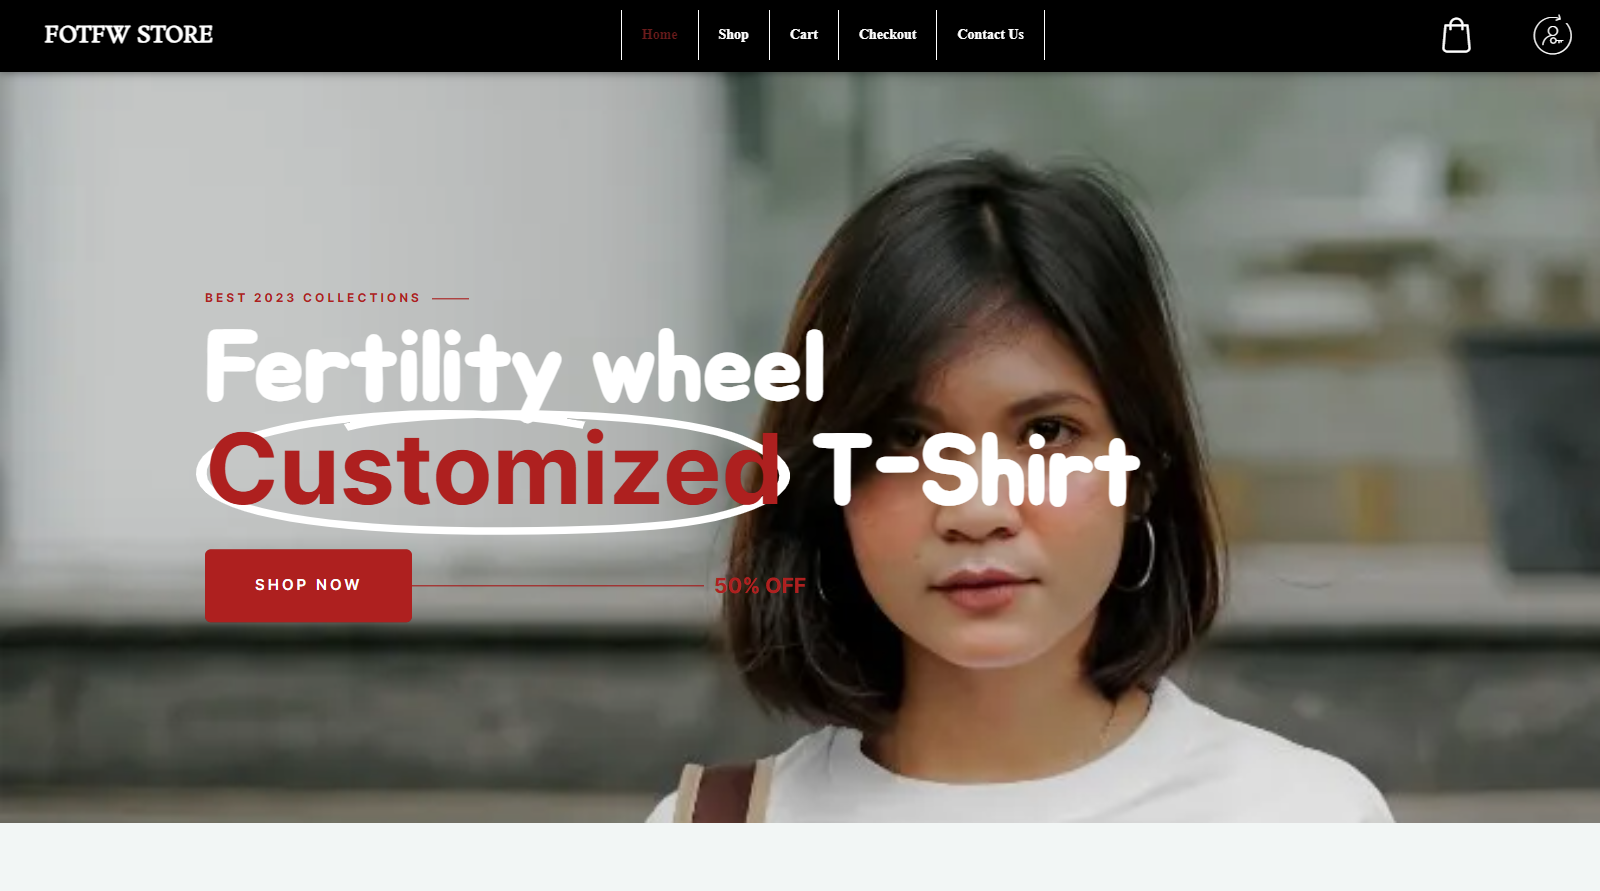 FOTFW STORE
Home
Shop
Cart
Checkout
Contact Us
BEST 2023 COLLECTIONS
Fertility wheel
Customized T-Shirt
SHOP NOW
50% OFF